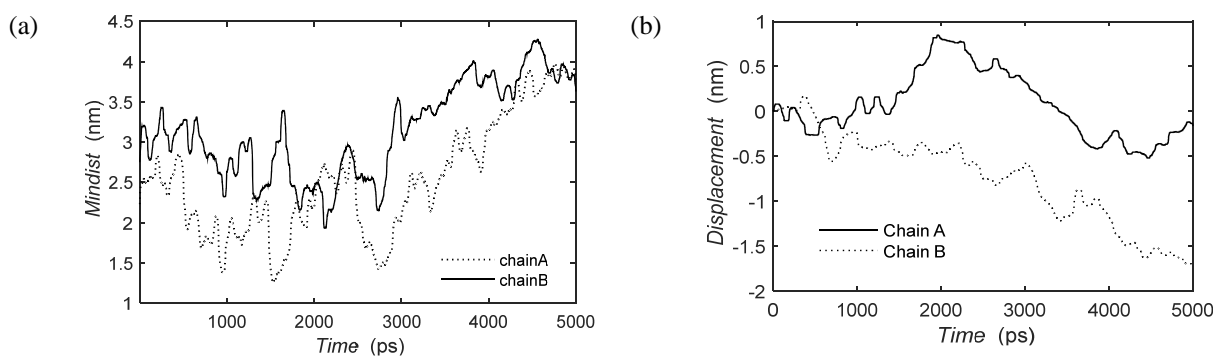 (a)
4.5
4
3.5
3
2.5
2
1.5
1
Mindist (nm)
chainA
chainB
1000 2000 3000 4000 5000
Time (ps)
(b)
1
0.5
0
-0.5
-1
-1.5
-2
Displacement (nm)
Chain A
Chain B
0 1000 2000 3000 4000 5000
Time (ps)